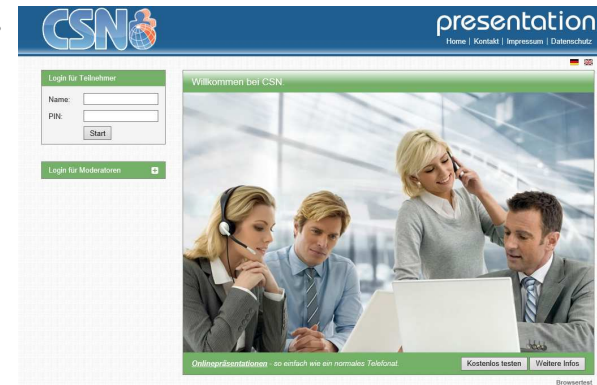 CSN
presentation
Home | Kontakt | Impressum | Datenschutz
Login für Teilnehmer
Name:
PIN:
Start
Login für Moderatoren
Willkommen bei CSN
Onlinepräsentationen - so einfach wie ein normales Telefonat.
Kostenlos testen
Weitere Infos
Browsertest